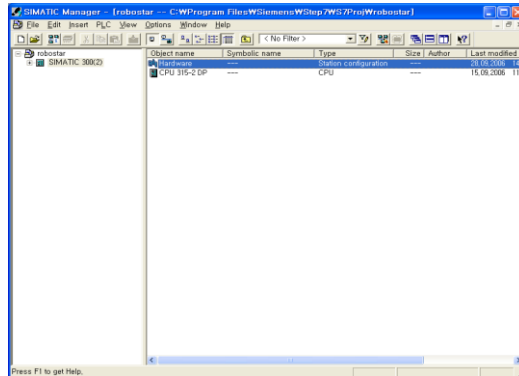 SIMATIC Manager - [robostar -- C:₩Program Files₩Siemens₩Step7₩S7Proj₩robostar]
File Edit Insert PLC View Options Window Help
< No Filter >
robostar
SIMATIC 300(2)
Object name Symbolic name Type Size Author Last modified
Hardware --- Station configuration --- 28,09,2006 14
CPU 315-2 DP --- CPU --- 15,09,2006 11
Press F1 to get Help,